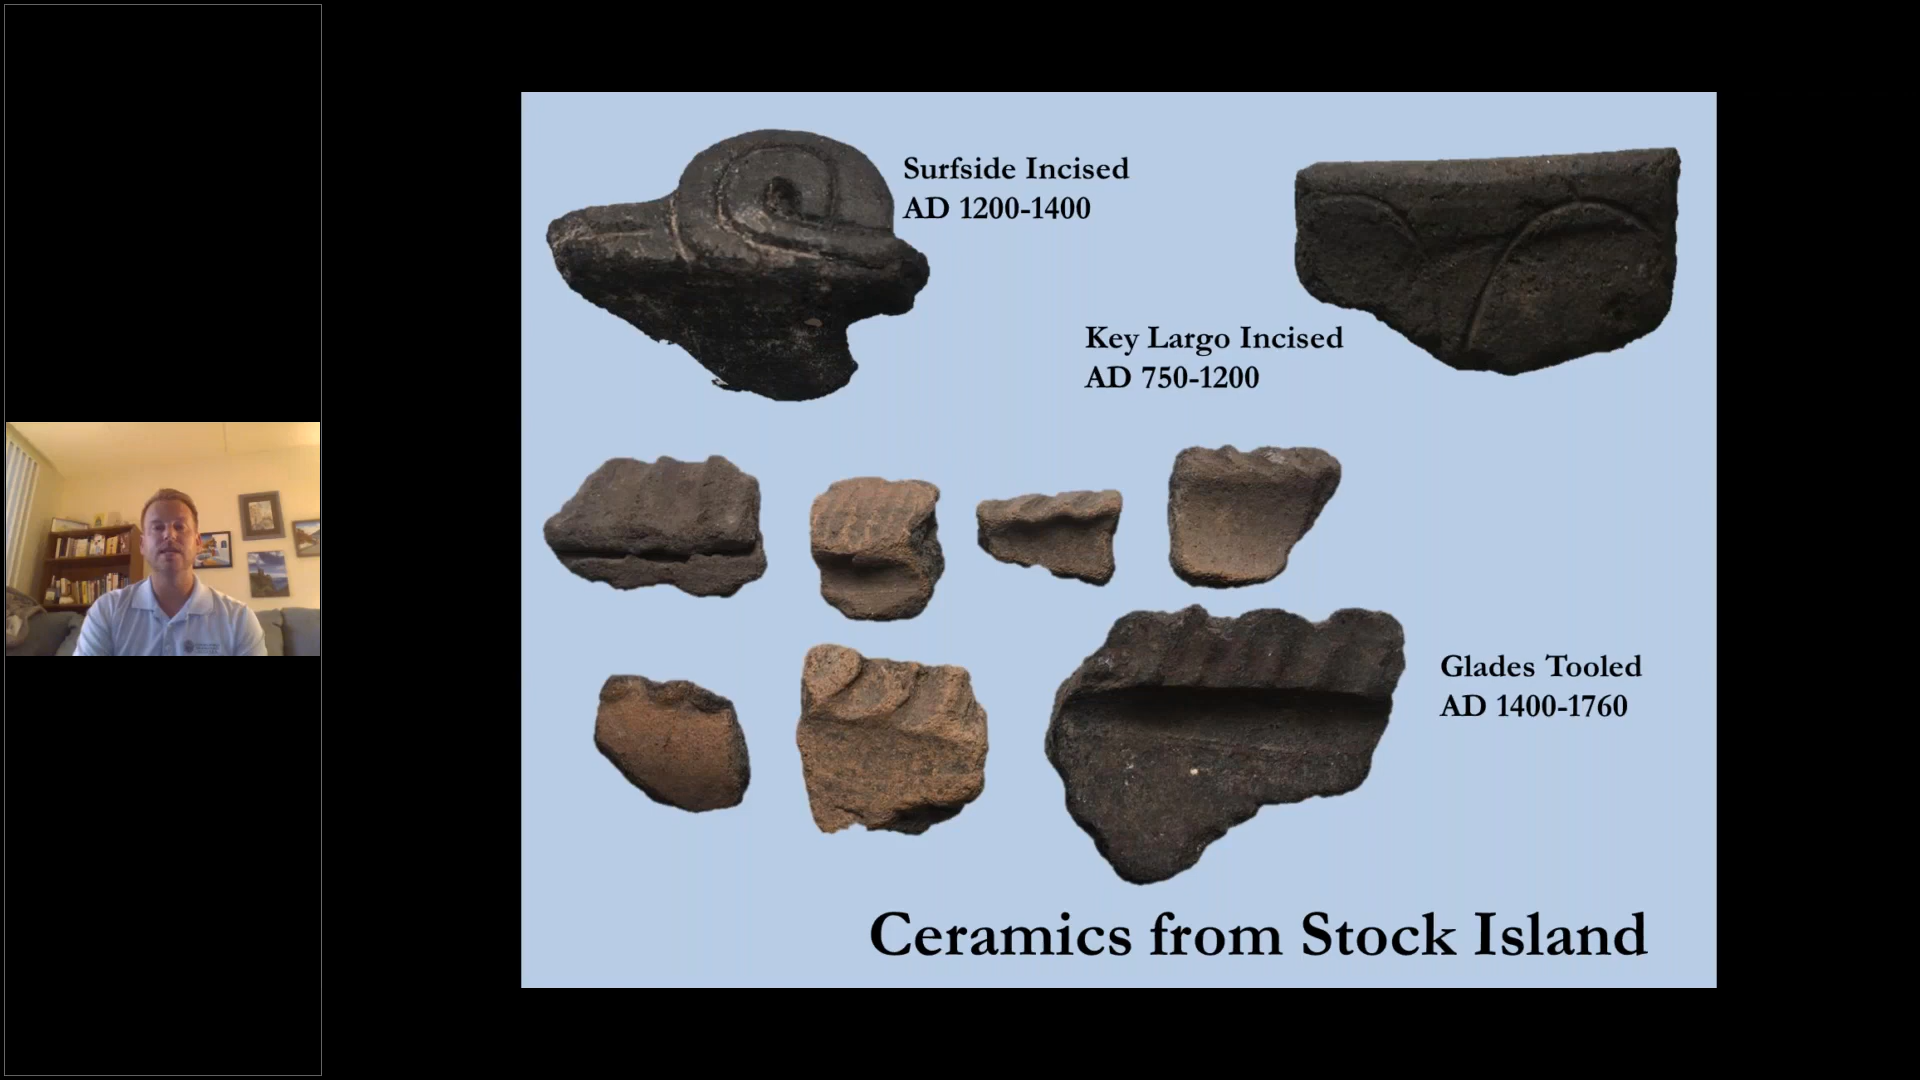 Surfside Incised
AD 1200-1400
Key Largo Incised
AD 750-1200
Glades Tooled
AD 1400-1760
Ceramics from Stock Island